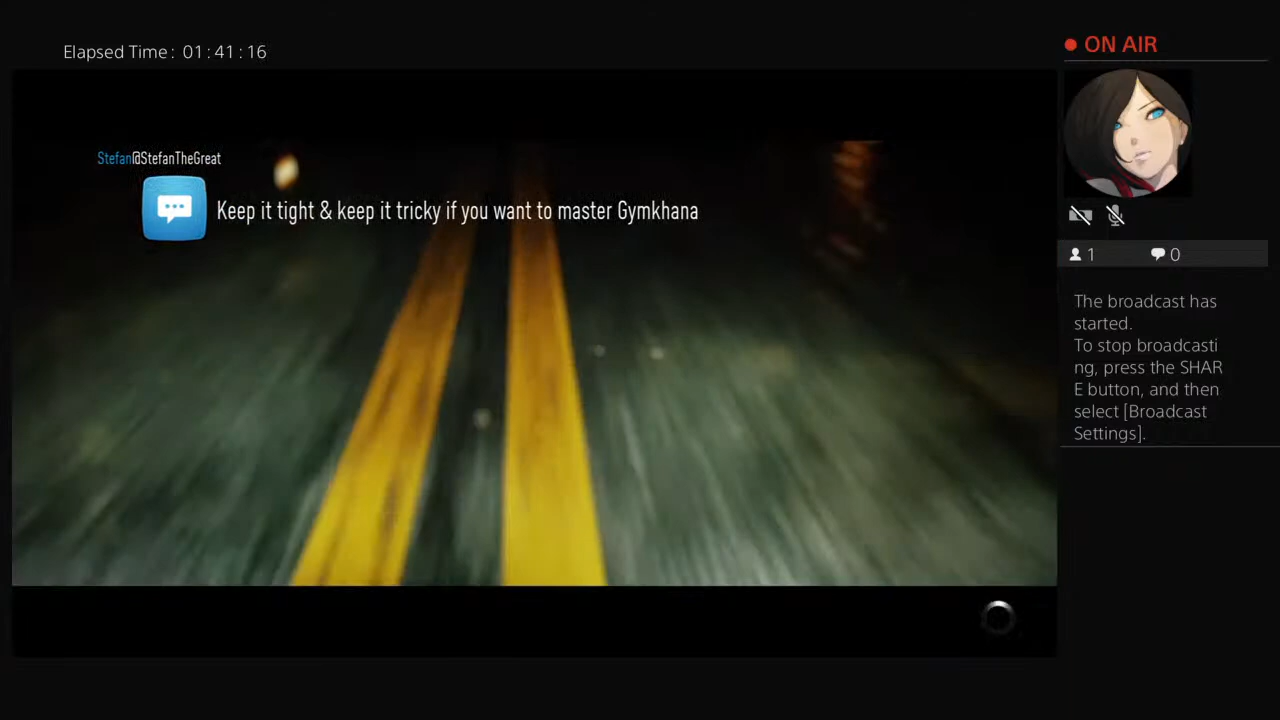 Elapsed Time: 01:41:16
ON AIR
Stefan@StefanTheGreat
Keep it tight & keep it tricky if you want to master Gymkhana
1
0
The broadcast has
started.
To stop broadcasti
ng, press the SHAR
E button, and then
select [Broadcast
Settings].